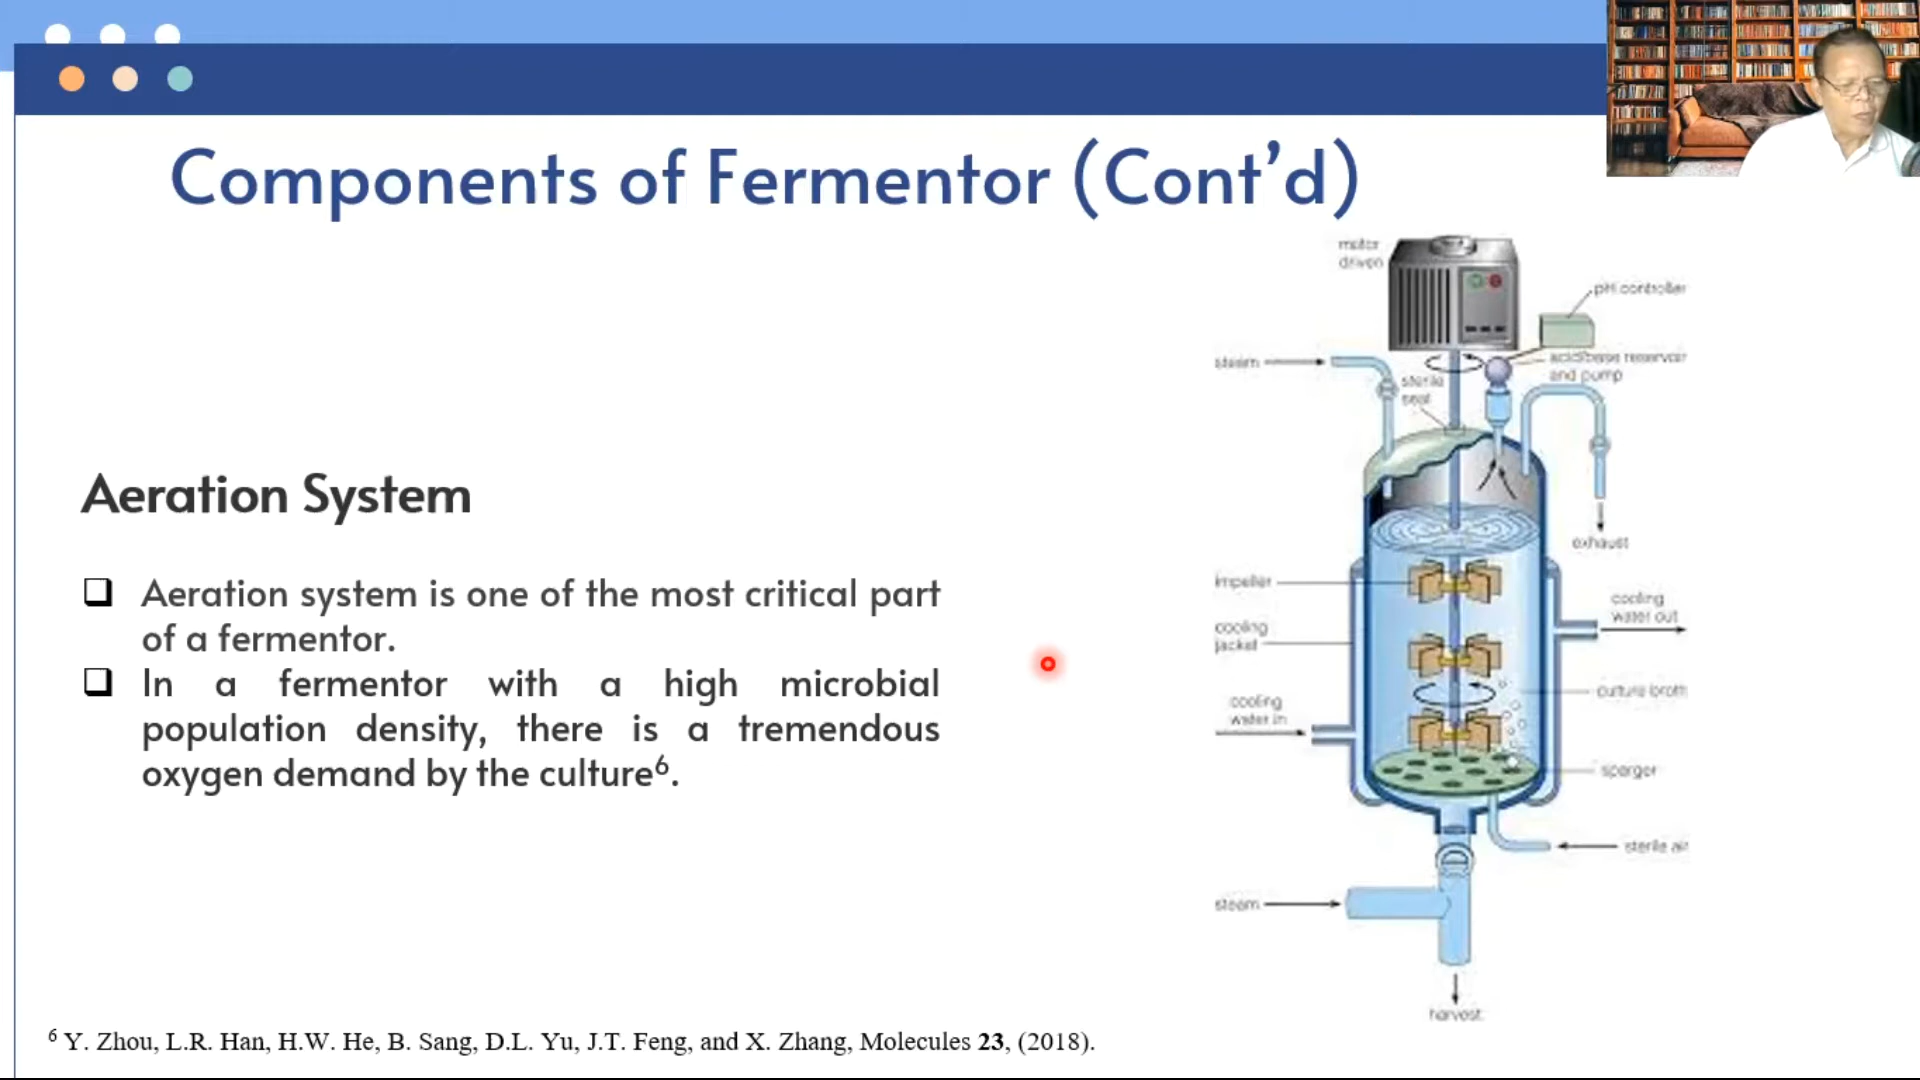 Components of Fermentor (Cont’d)
Aeration System
Aeration system is one of the most critical part
of a fermentor.
In a fermentor with a high microbial
population density, there is a tremendous
oxygen demand by the culture⁶.
motor
driven
pH controller
steam
acid/base reservoir
and pump
sterile
seal
exhaust
impeller
cooling
water out
cooling
jacket
culture broth
cooling
water in
sparger
sterile air
steam
harvest
⁶ Y. Zhou, L.R. Han, H.W. He, B. Sang, D.L. Yu, J.T. Feng, and X. Zhang, Molecules 23, (2018).